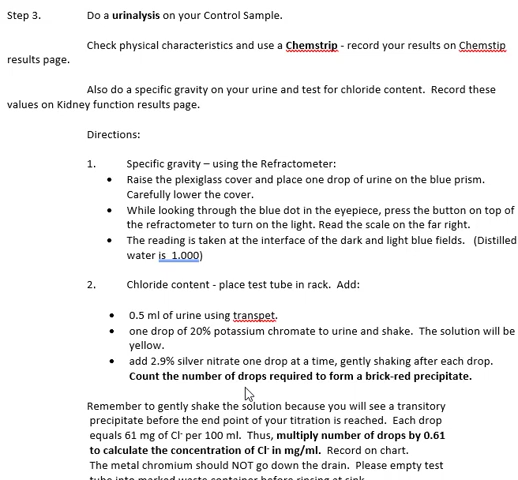 Step 3. Do a urinalysis on your Control Sample.
Check physical characteristics and use a Chemstrip - record your results on Chemstip
results page.
Also do a specific gravity on your urine and test for chloride content. Record these
values on Kidney function results page.
Directions:
1. Specific gravity – using the Refractometer:
• Raise the plexiglass cover and place one drop of urine on the blue prism.
Carefully lower the cover.
• While looking through the blue dot in the eyepiece, press the button on top of
the refractometer to turn on the light. Read the scale on the far right.
• The reading is taken at the interface of the dark and light blue fields. (Distilled
water is 1.000)
2. Chloride content - place test tube in rack. Add:
• 0.5 ml of urine using transpet.
• one drop of 20% potassium chromate to urine and shake. The solution will be
yellow.
• add 2.9% silver nitrate one drop at a time, gently shaking after each drop.
Count the number of drops required to form a brick-red precipitate.
Remember to gently shake the solution because you will see a transitory
precipitate before the end point of your titration is reached. Each drop
equals 61 mg of Cl- per 100 ml. Thus, multiply number of drops by 0.61
to calculate the concentration of Cl- in mg/ml. Record on chart.
The metal chromium should NOT go down the drain. Please empty test
tube into marked waste container before rinsing at sink.